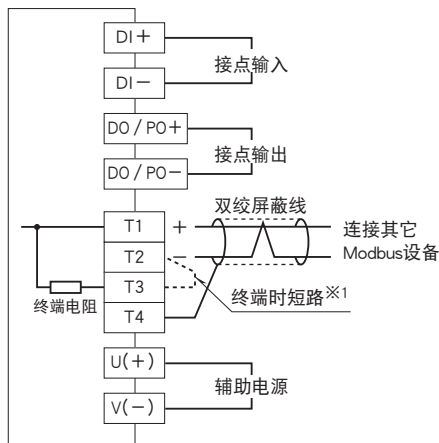 DI+
DI−
接点输入
DO / PO+
DO / PO−
接点输出
双绞屏蔽线
T1
+
连接其它
T2
−
Modbus设备
T3
终端电阻
终端时短路※1
T4
U(+)
V(−)
辅助电源